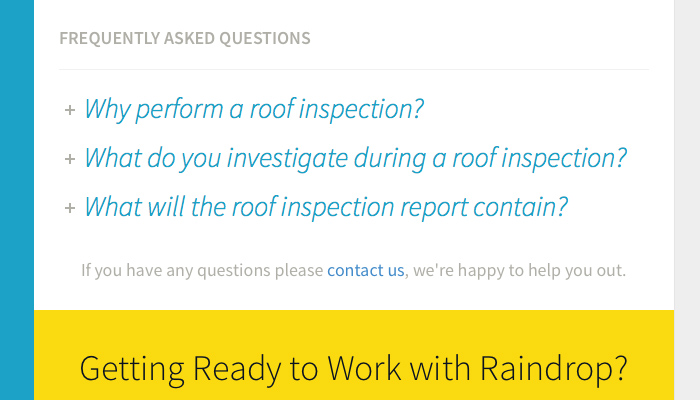 FREQUENTLY ASKED QUESTIONS
+ Why perform a roof inspection?
+ What do you investigate during a roof inspection?
+ What will the roof inspection report contain?
If you have any questions please contact us, we're happy to help you out.
Getting Ready to Work with Raindrop?